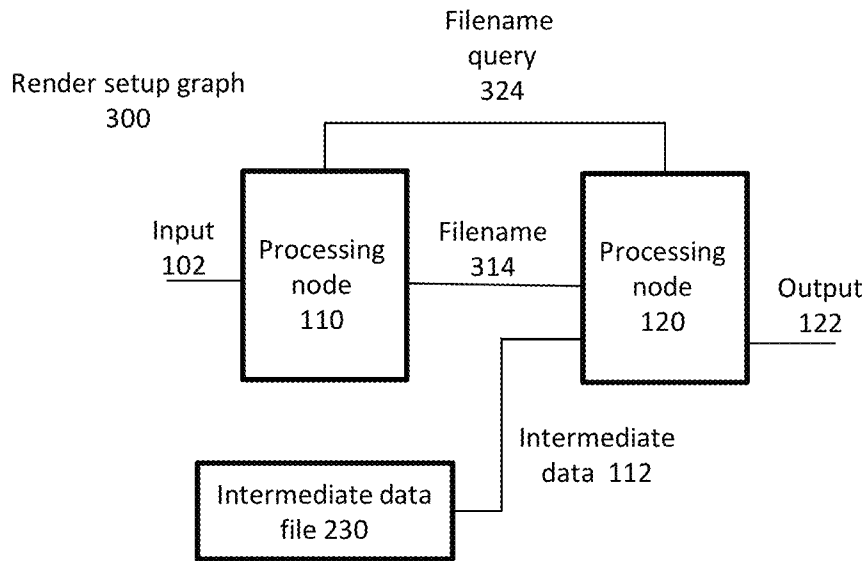 Filename
query
324
Render setup graph
300
Input
102
Processing
node
110
Filename
314
Processing
node
120
Output
122
Intermediate
data 112
Intermediate data
file 230